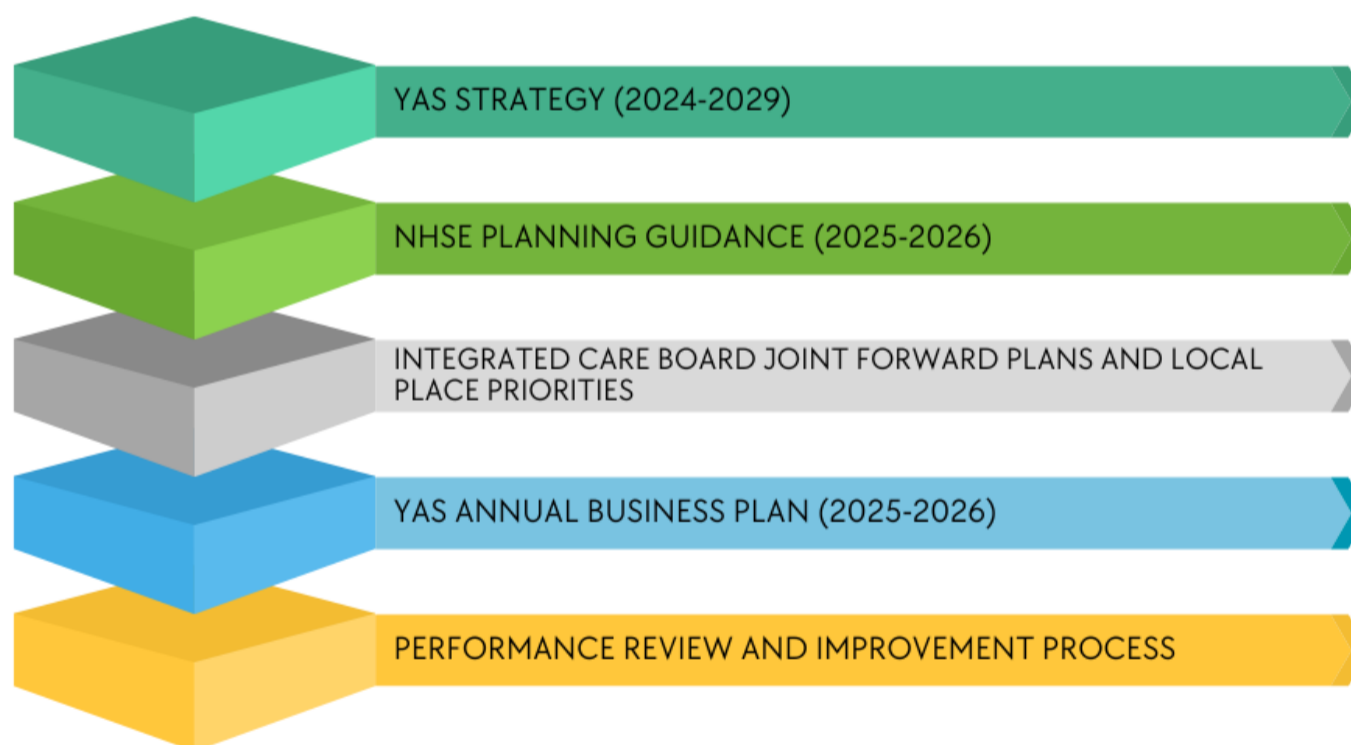 YAS STRATEGY (2024-2029)
NHSE PLANNING GUIDANCE (2025-2026)
INTEGRATED CARE BOARD JOINT FORWARD PLANS AND LOCAL
PLACE PRIORITIES
YAS ANNUAL BUSINESS PLAN (2025-2026)
PERFORMANCE REVIEW AND IMPROVEMENT PROCESS